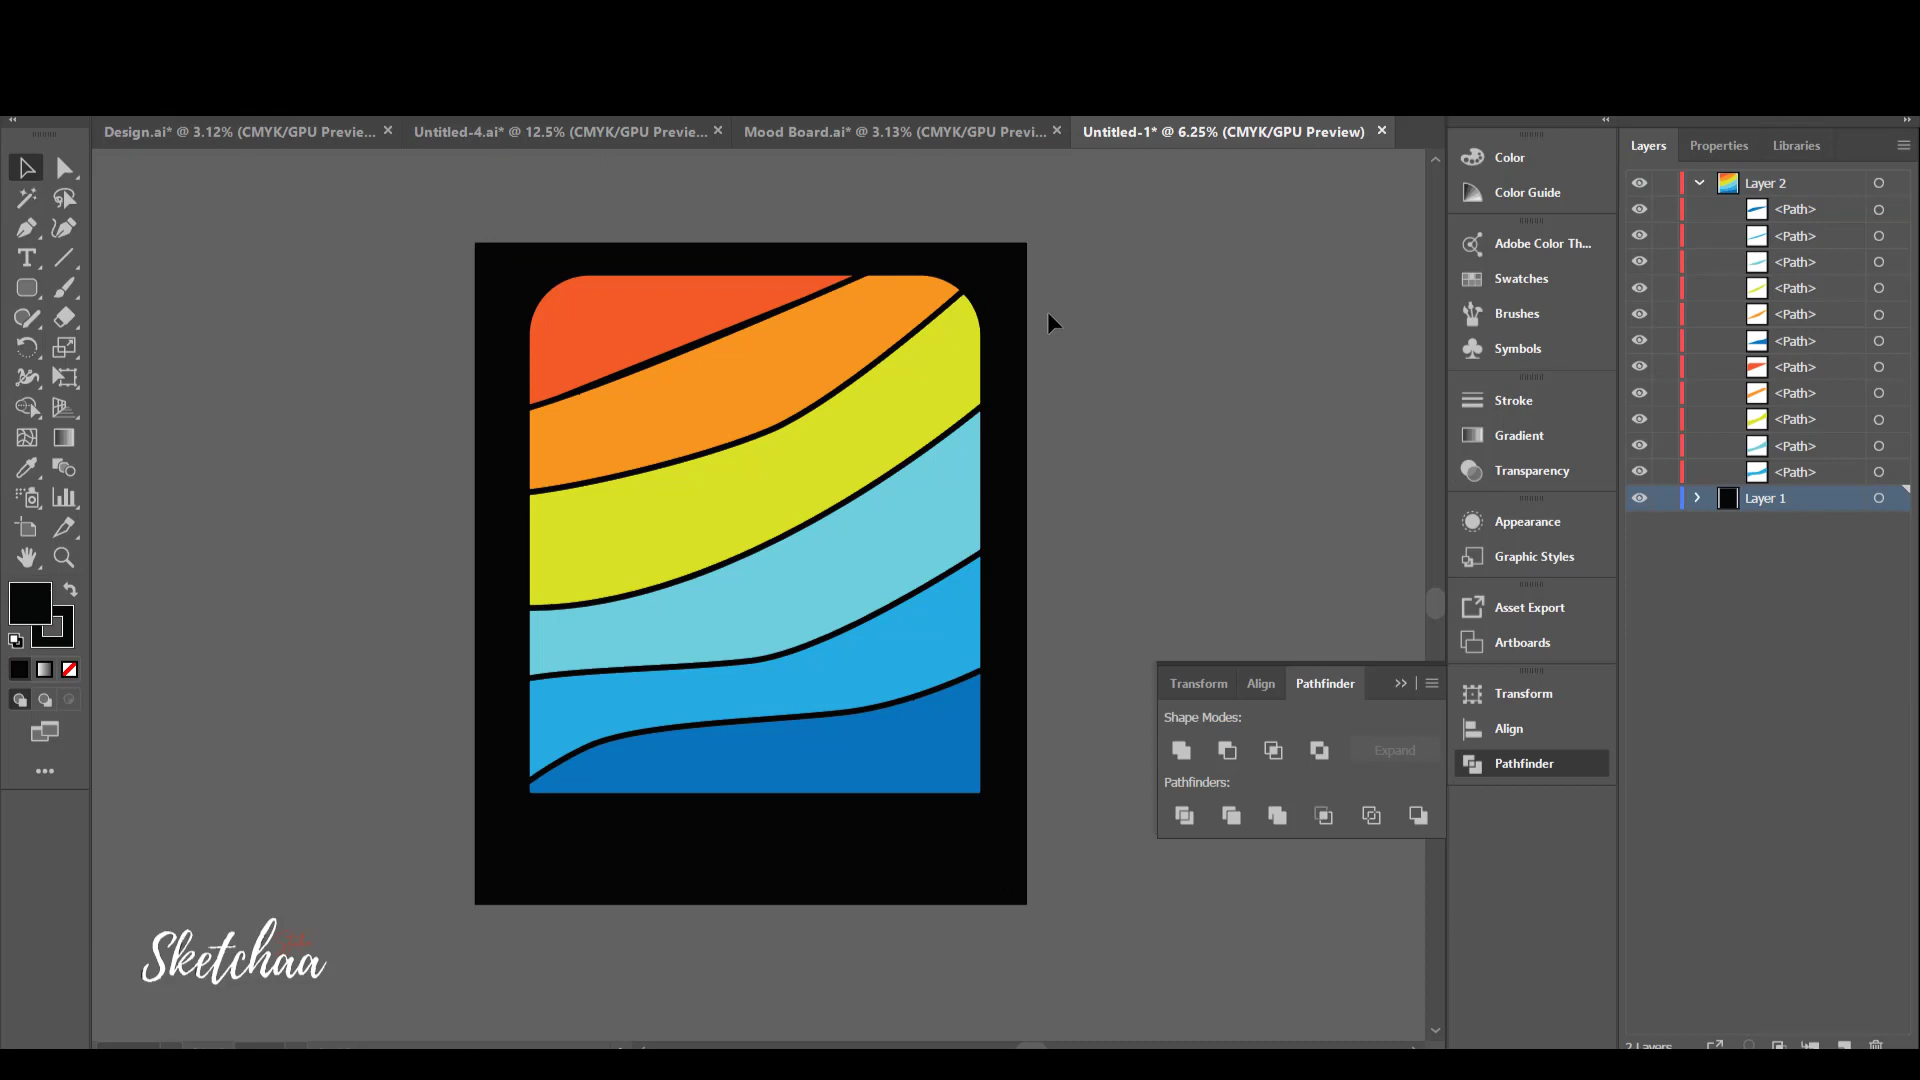 Design.ai* @ 3.12% (CMYK/GPU Previe...
Untitled-4.ai* @ 12.5% (CMYK/GPU Previe...
Mood Board.ai* @ 3.13% (CMYK/GPU Previ...
Untitled-1* @ 6.25% (CMYK/GPU Preview)
Color
Color Guide
Adobe Color Th...
Swatches
Brushes
Symbols
Stroke
Gradient
Transparency
Appearance
Graphic Styles
Asset Export
Artboards
Transform
Align
Pathfinder
Layers
Properties
Libraries
Layer 2
<Path>
<Path>
<Path>
<Path>
<Path>
<Path>
<Path>
<Path>
<Path>
<Path>
<Path>
Layer 1
Transform
Align
Pathfinder
Shape Modes:
Expand
Pathfinders:
Sketchaa
2 Layers